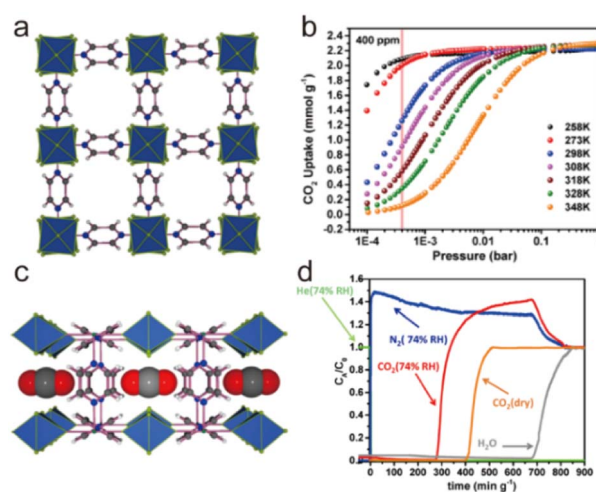 a
b
400 ppm
CO₂ Uptake (mmol g⁻¹)
2.4
2.2
2.0
1.8
1.6
1.4
1.2
1.0
0.8
0.6
0.4
0.2
0.0
258K
273K
298K
308K
318K
328K
348K
1E-4
1E-3
0.01
0.1
Pressure (bar)
c
d
He(74% RH)
N₂( 74% RH)
CO₂(74% RH)
CO₂(dry)
H₂O
C_A/C_0
1.6
1.4
1.2
1.0
0.8
0.6
0.4
0.2
0.0
0
100
200
300
400
500
600
700
800
900
time (min g⁻¹)